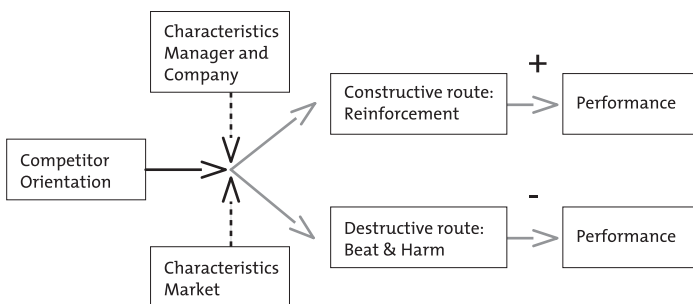 Characteristics
Manager and
Company
Competitor
Orientation
Characteristics
Market
Constructive route:
Reinforcement
+
Performance
Destructive route:
Beat & Harm
-
Performance